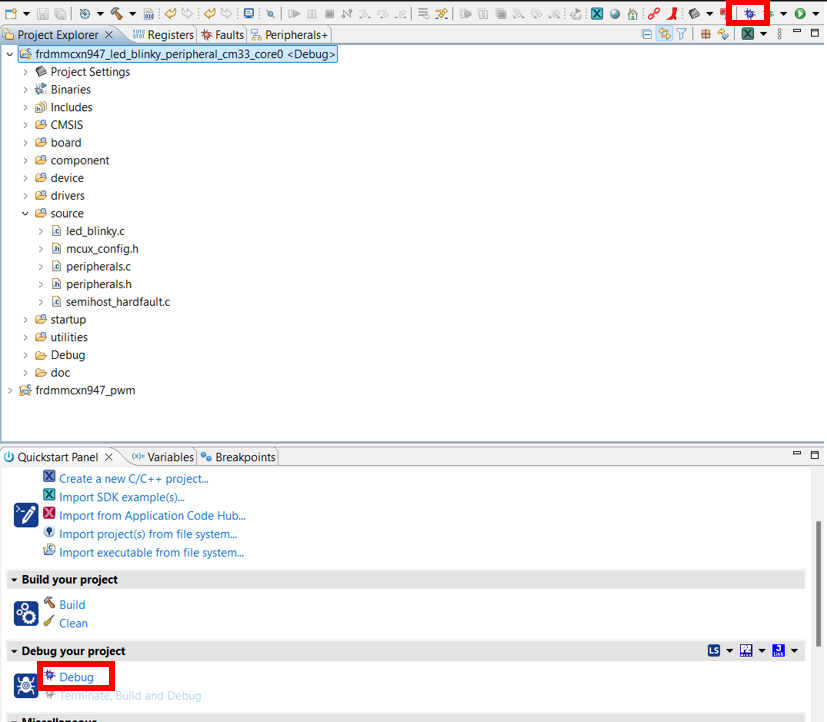 Project Explorer Registers Faults Peripherals+
frdmmcxn947_led_blinky_peripheral_cm33_core0 <Debug>
Project Settings
Binaries
Includes
CMSIS
board
component
device
drivers
source
led_blinky.c
mcux_config.h
peripherals.c
peripherals.h
semihost_hardfault.c
startup
utilities
Debug
doc
frdmmcxn947_pwm
Quickstart Panel (x)= Variables Breakpoints
Create a new C/C++ project...
Import SDK example(s)...
Import from Application Code Hub...
Import project(s) from file system...
Import executable from file system...
Build your project
Build
Clean
Debug your project LS
Debug
Terminate, Build and Debug
Miscellaneous